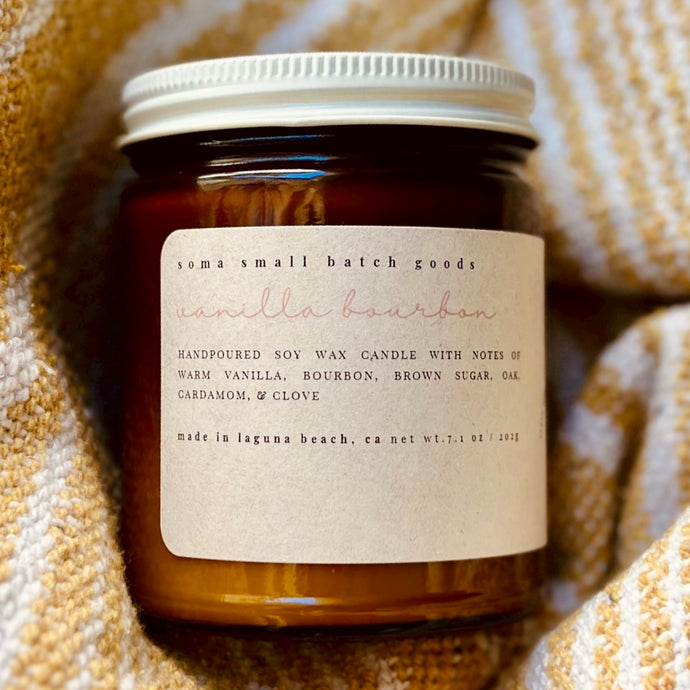 soma small batch goods
vanilla bourbon
HANDPOURED SOY WAX CANDLE WITH NOTES OF
WARM VANILLA, BOURBON, BROWN SUGAR, OAK,
CARDAMOM, & CLOVE
made in laguna beach, ca net wt.7.1 oz / 202g